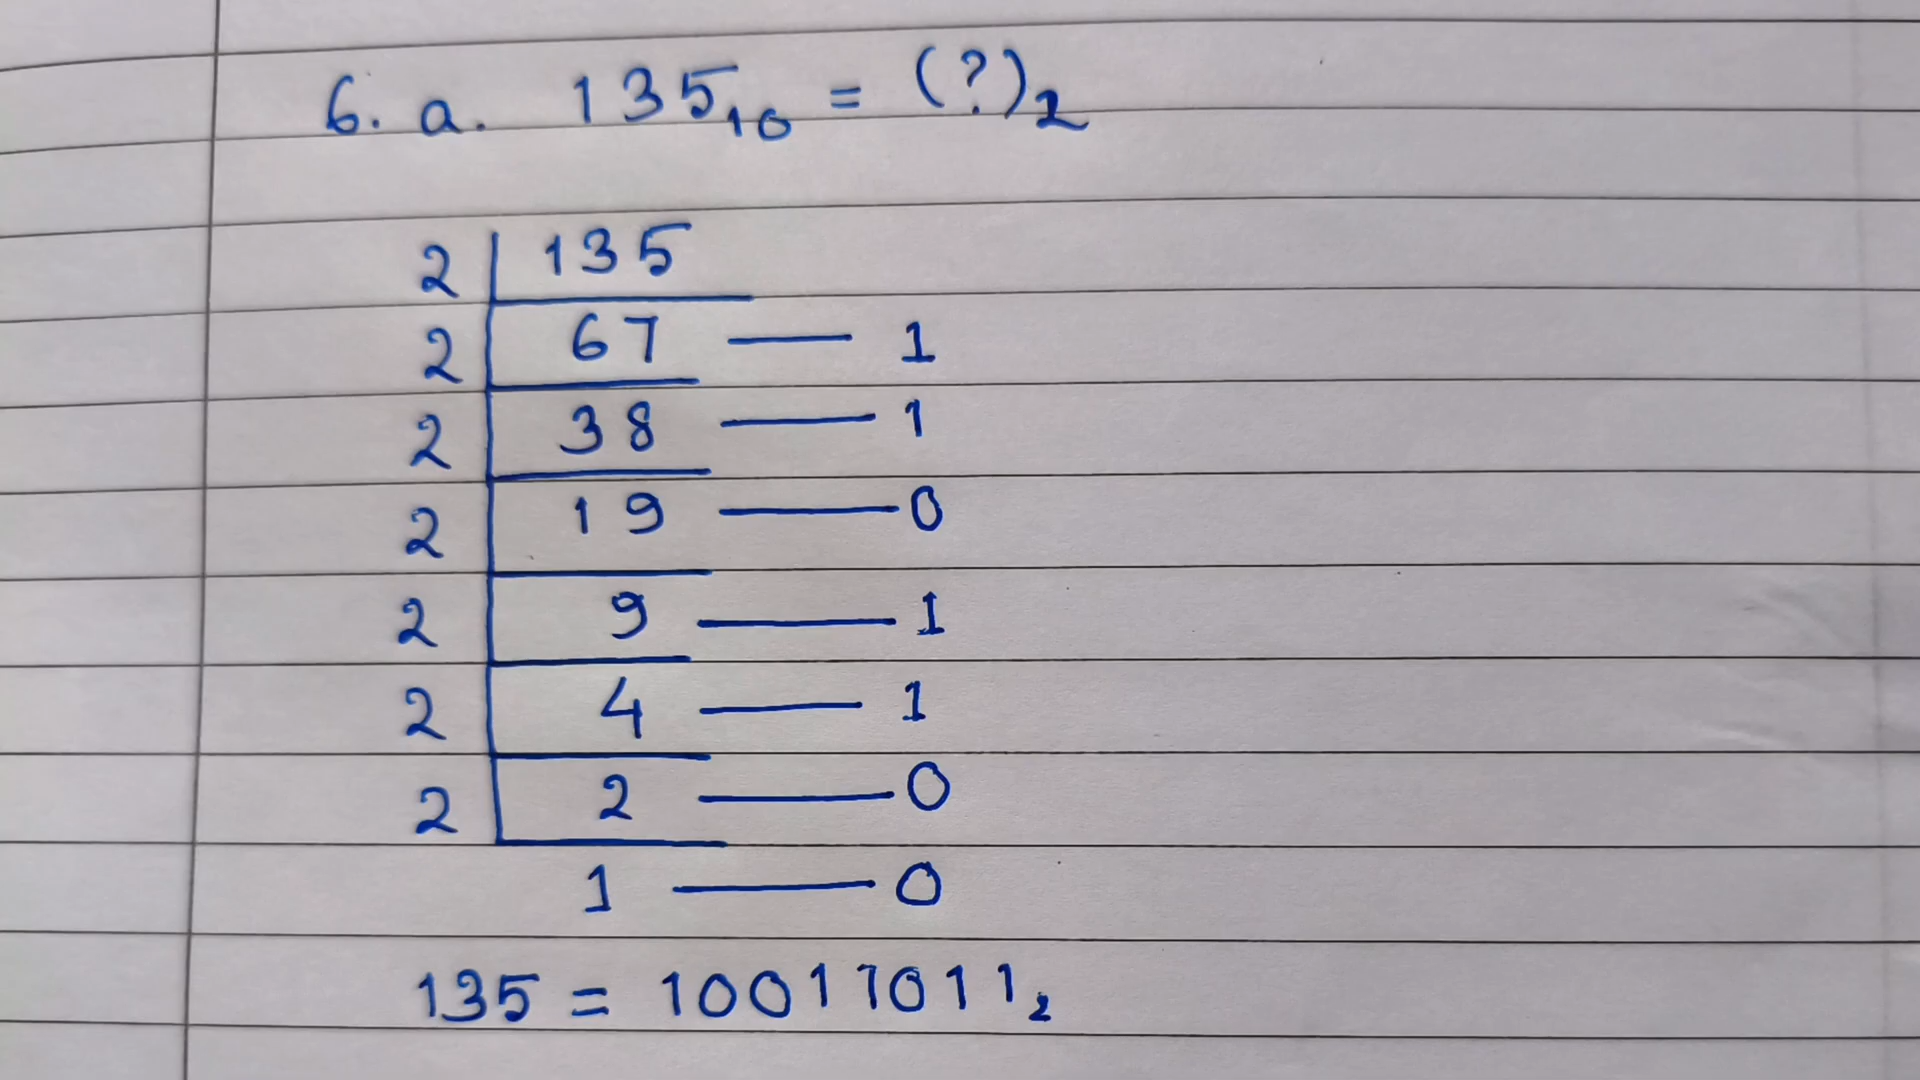 6. a. 135₁₀ = (?)₂
2 | 135
2 | 67 — 1
2 | 38 — 1
2 | 19 — 0
2 | 9 — 1
2 | 4 — 1
2 | 2 — 0
1 — 0
135 = 10011011₂